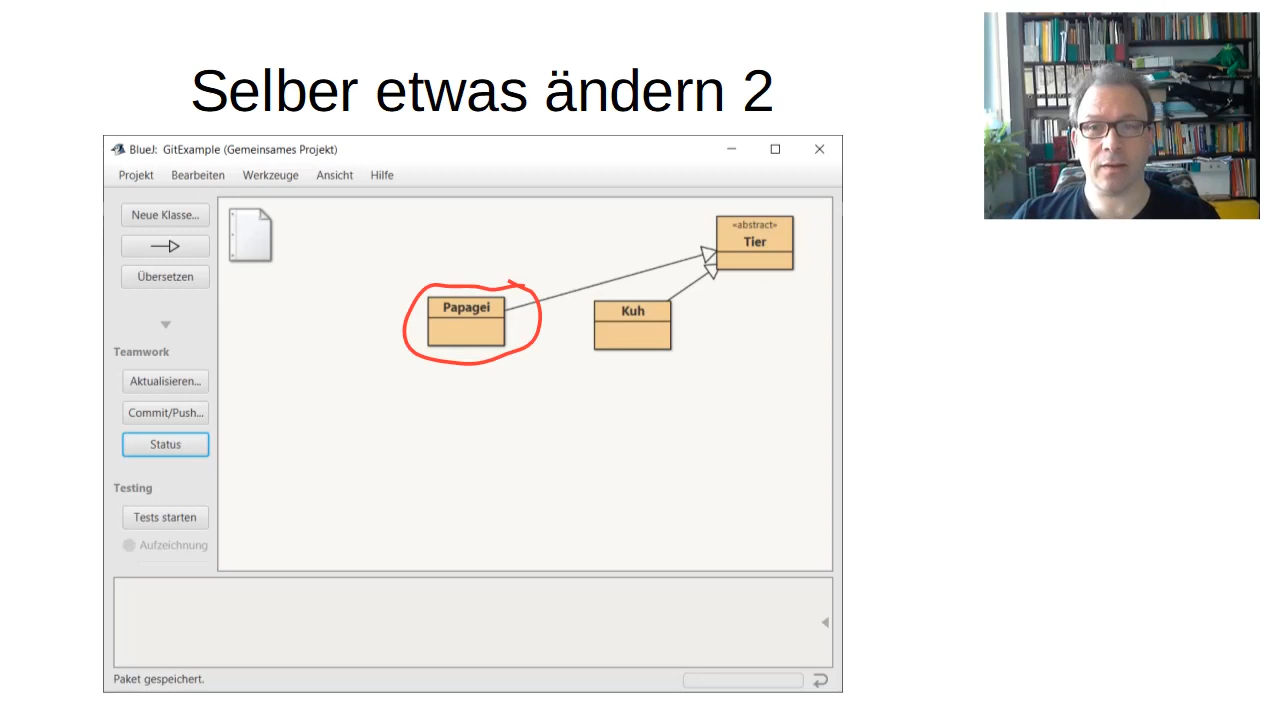 Selber etwas ändern 2
BlueJ: GitExample (Gemeinsames Projekt)
Projekt Bearbeiten Werkzeuge Ansicht Hilfe
Neue Klasse...
Übersetzen
Teamwork
Aktualisieren...
Commit/Push...
Status
Testing
Tests starten
Aufzeichnung
«abstract»
Tier
Papagei
Kuh
Paket gespeichert.